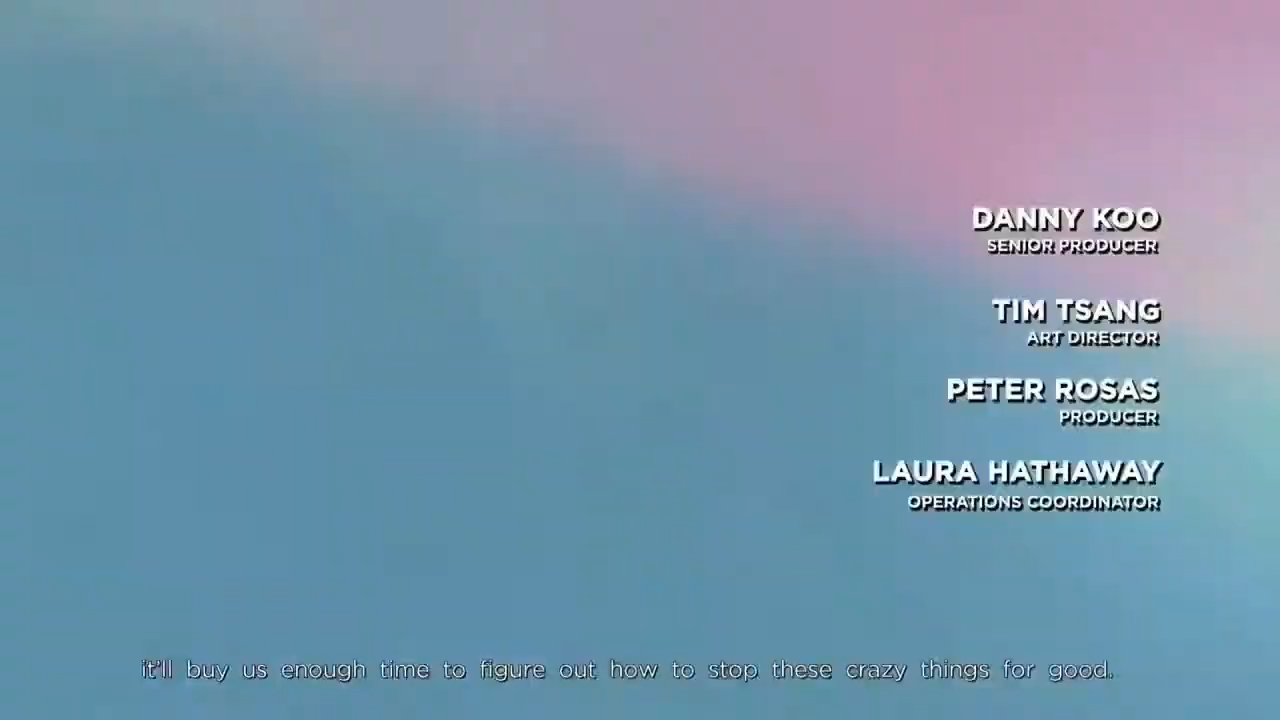 DANNY KOO
SENIOR PRODUCER
TIM TSANG
ART DIRECTOR
PETER ROSAS
PRODUCER
LAURA HATHAWAY
OPERATIONS COORDINATOR
it'll buy us enough time to figure out how to stop these crazy things for good.